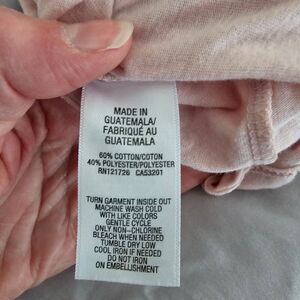 MADE IN
GUATEMALA/
FABRIQUÉ AU
GUATEMALA
60% COTTON/COTON
40% POLYESTER/POLYESTER
RN121726 CA53201
TURN GARMENT INSIDE OUT
MACHINE WASH COLD
WITH LIKE COLORS
GENTLE CYCLE
ONLY NON-CHLORINE
BLEACH WHEN NEEDED
TUMBLE DRY LOW
COOL IRON IF NEEDED
DO NOT IRON
ON EMBELLISHMENT